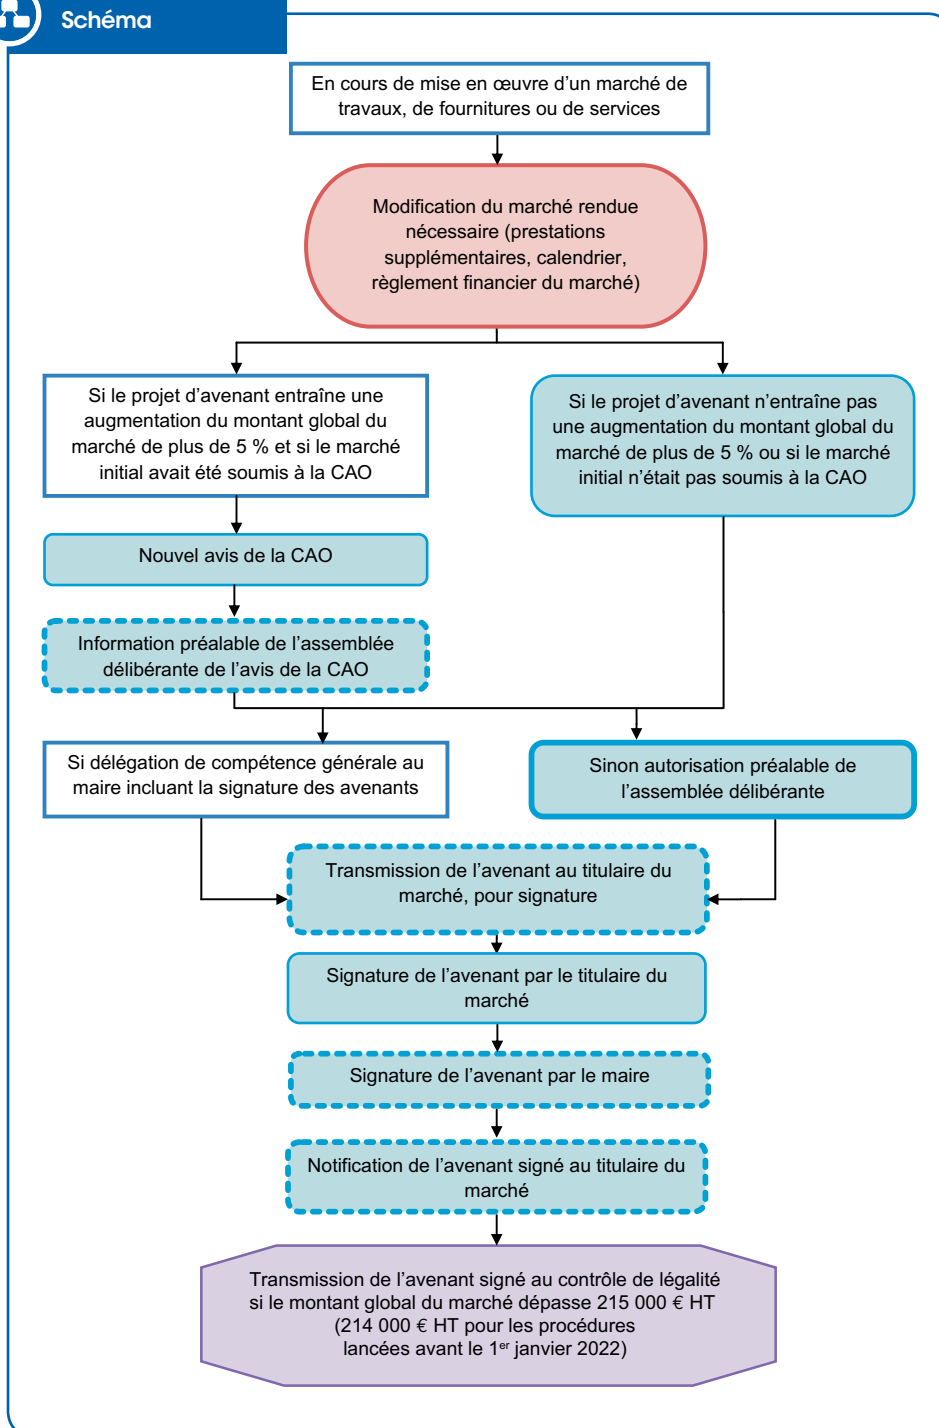 Schéma
En cours de mise en œuvre d’un marché de
travaux, de fournitures ou de services
Modification du marché rendue
nécessaire (prestations
supplémentaires, calendrier,
règlement financier du marché)
Si le projet d’avenant entraîne une
augmentation du montant global du
marché de plus de 5 % et si le marché
initial avait été soumis à la CAO
Si le projet d’avenant n’entraîne pas
une augmentation du montant global du
marché de plus de 5 % ou si le marché
initial n’était pas soumis à la CAO
Nouvel avis de la CAO
Information préalable de l’assemblée
délibérante de l’avis de la CAO
Si délégation de compétence générale au
maire incluant la signature des avenants
Sinon autorisation préalable de
l’assemblée délibérante
Transmission de l’avenant au titulaire du
marché, pour signature
Signature de l’avenant par le titulaire du
marché
Signature de l’avenant par le maire
Notification de l’avenant signé au titulaire du
marché
Transmission de l’avenant signé au contrôle de légalité
si le montant global du marché dépasse 215 000 € HT
(214 000 € HT pour les procédures
lancées avant le 1er janvier 2022)